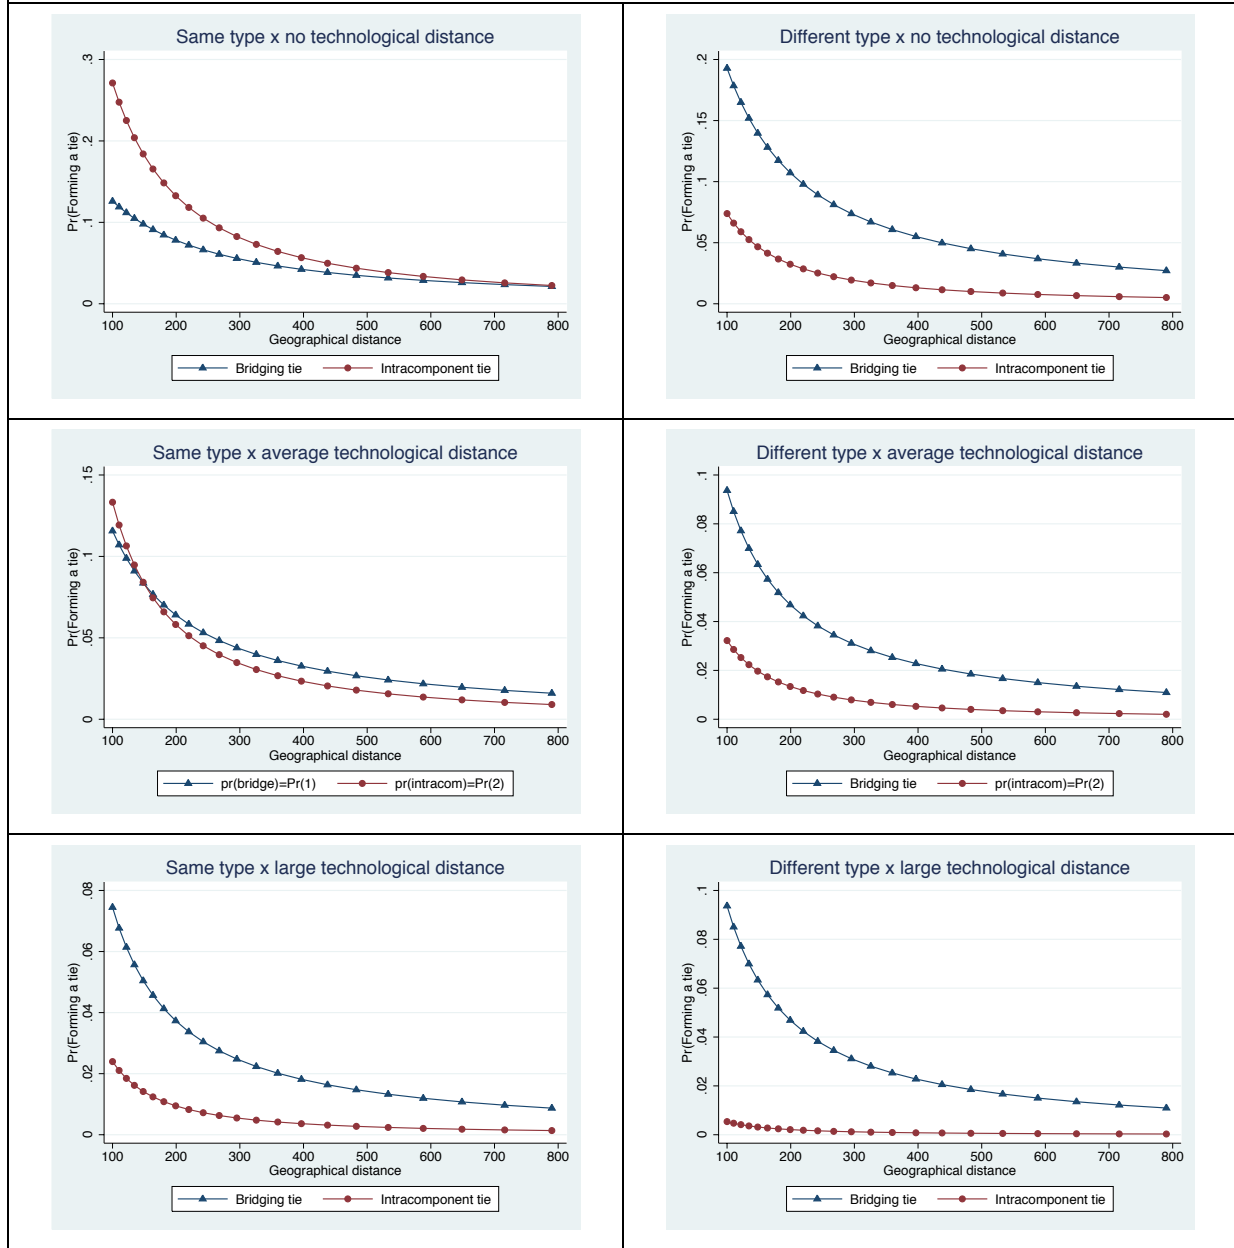 Same type x no technological distance
Pr(Forming a tie)
.3
.2
.1
0
100 200 300 400 500 600 700 800
Geographical distance
Bridging tie Intracomponent tie
Different type x no technological distance
Pr(Forming a tie)
.2
.15
.1
.05
0
100 200 300 400 500 600 700 800
Geographical distance
Bridging tie Intracomponent tie
Same type x average technological distance
Pr(Forming a tie)
.15
.1
.05
0
100 200 300 400 500 600 700 800
Geographical distance
pr(bridge)=Pr(1) pr(intracom)=Pr(2)
Different type x average technological distance
Pr(Forming a tie)
.1
.08
.06
.04
.02
0
100 200 300 400 500 600 700 800
Geographical distance
Bridging tie pr(intracom)=Pr(2)
Same type x large technological distance
Pr(Forming a tie)
.08
.06
.04
.02
0
100 200 300 400 500 600 700 800
Geographical distance
Bridging tie Intracomponent tie
Different type x large technological distance
Pr(Forming a tie)
.1
.08
.06
.04
.02
0
100 200 300 400 500 600 700 800
Geographical distance
Bridging tie Intracomponent tie